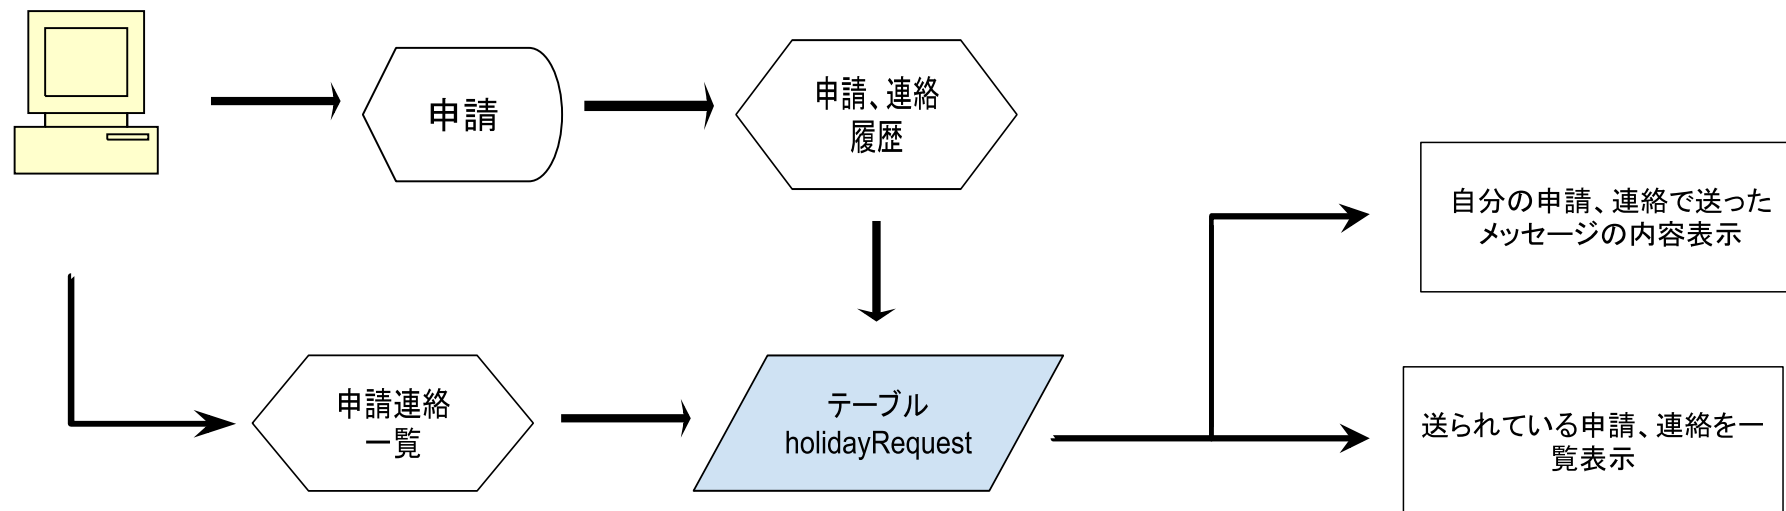 申請
申請、連絡
履歴
自分の申請、連絡で送った
メッセージの内容表示
申請連絡
一覧
テーブル
holidayRequest
送られている申請、連絡を一
覧表示